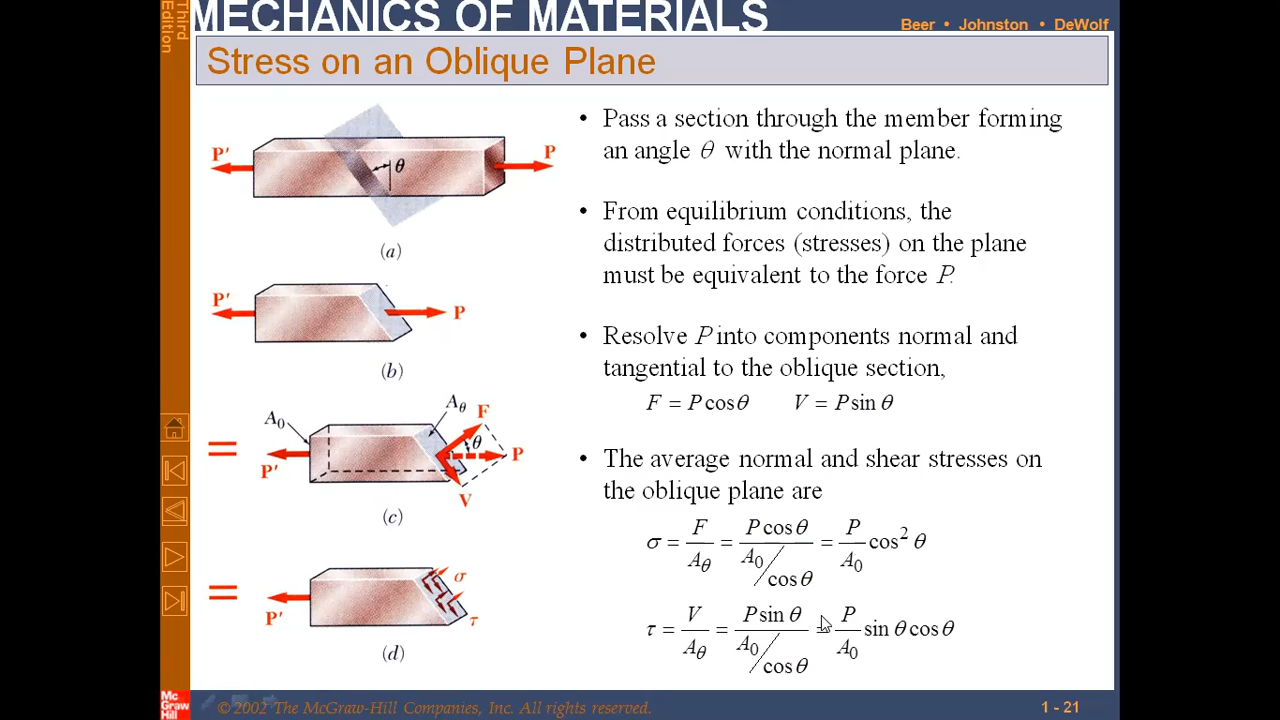 Third
Edition
MECHANICS OF MATERIALS
Beer • Johnston • DeWolf
Stress on an Oblique Plane
P' θ P
(a)
P' P
(b)
= A₀ P' Aθ F θ P V
(c)
= P' σ τ
(d)
• Pass a section through the member forming
an angle θ with the normal plane.
• From equilibrium conditions, the
distributed forces (stresses) on the plane
must be equivalent to the force P.
• Resolve P into components normal and
tangential to the oblique section,
F = P cos θ V = P sin θ
• The average normal and shear stresses on
the oblique plane are
σ = F/Aθ = P cos θ/(A₀/cos θ) = P/A₀ cos² θ
τ = V/Aθ = P sin θ/(A₀/cos θ) = P/A₀ sin θ cos θ
Mc
Graw
Hill
© 2002 The McGraw-Hill Companies, Inc. All rights reserved.
1 - 21